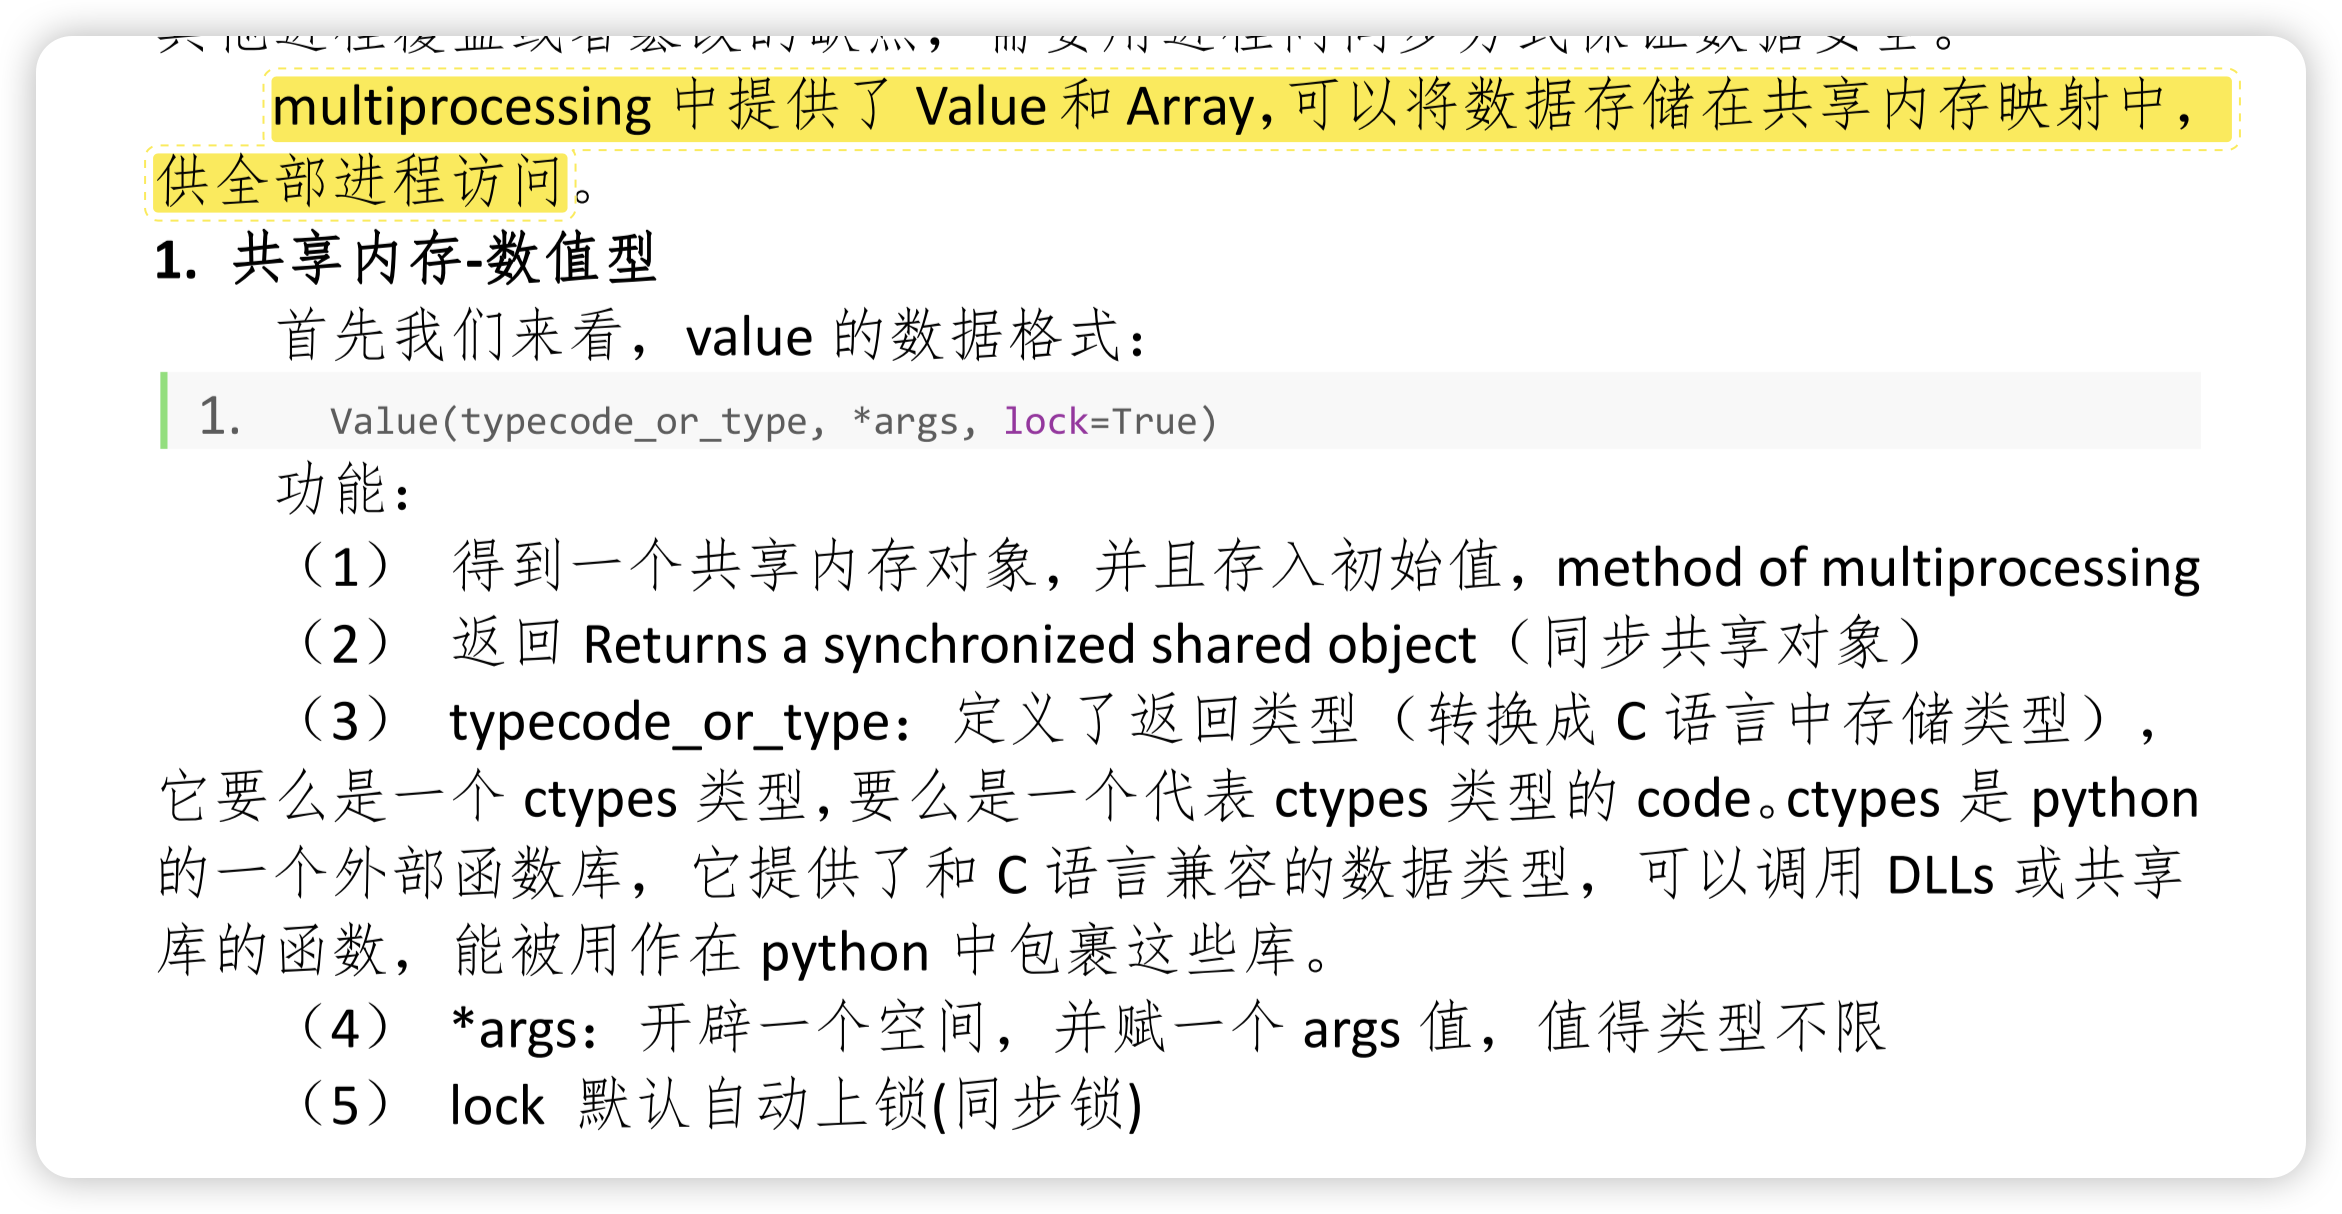 multiprocessing 中提供了 Value 和 Array，可以将数据存储在共享内存映射中，
供全部进程访问。
1. 共享内存-数值型
首先我们来看，value 的数据格式：
1. Value(typecode_or_type, *args, lock=True)
功能：
（1） 得到一个共享内存对象，并且存入初始值，method of multiprocessing
（2） 返回 Returns a synchronized shared object（同步共享对象）
（3） typecode_or_type：定义了返回类型（转换成 C 语言中存储类型），
它要么是一个 ctypes 类型，要么是一个代表 ctypes 类型的 code。ctypes 是 python
的一个外部函数库，它提供了和 C 语言兼容的数据类型，可以调用 DLLs 或共享
库的函数，能被用作在 python 中包裹这些库。
（4） *args：开辟一个空间，并赋一个 args 值，值得类型不限
（5） lock 默认自动上锁(同步锁)